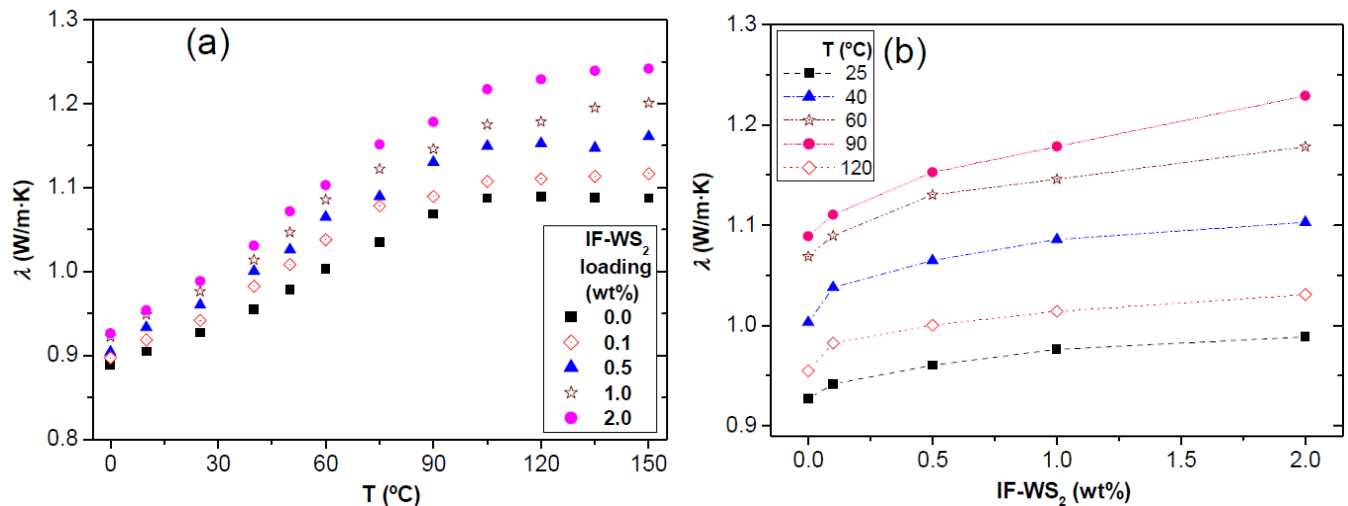 (a)
1.3
1.2
1.1
1.0
0.9
0.8
λ (W/m·K)
0 30 60 90 120 150
T (ºC)
IF-WS2
loading
(wt%)
0.0
0.1
0.5
1.0
2.0
(b)
1.3
1.2
1.1
1.0
0.9
λ (W/m·K)
T (ºC)
25
40
60
90
120
0.0 0.5 1.0 1.5 2.0
IF-WS2 (wt%)